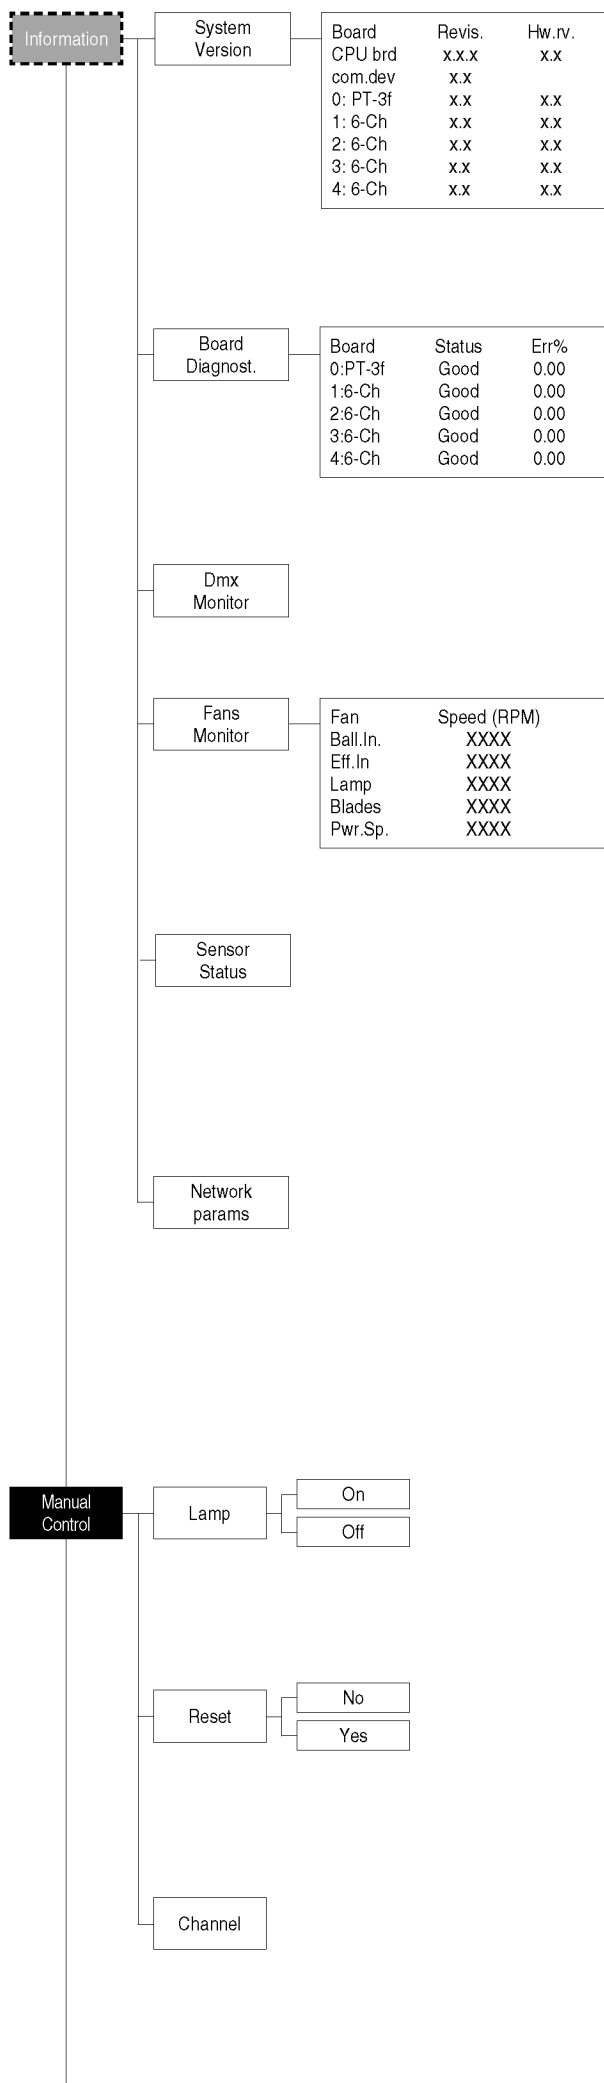 Information
System
Version
Board Revis. Hw.rv.
CPU brd x.x.x x.x
com.dev x.x
0: PT-3f x.x x.x
1: 6-Ch x.x x.x
2: 6-Ch x.x x.x
3: 6-Ch x.x x.x
4: 6-Ch x.x x.x
Board
Diagnost.
Board Status Err%
0:PT-3f Good 0.00
1:6-Ch Good 0.00
2:6-Ch Good 0.00
3:6-Ch Good 0.00
4:6-Ch Good 0.00
Dmx
Monitor
Fans
Monitor
Fan Speed (RPM)
Ball.In. XXXX
Eff.In XXXX
Lamp XXXX
Blades XXXX
Pwr.Sp. XXXX
Sensor
Status
Network
params
Manual
Control
Lamp
On
Off
Reset
No
Yes
Channel